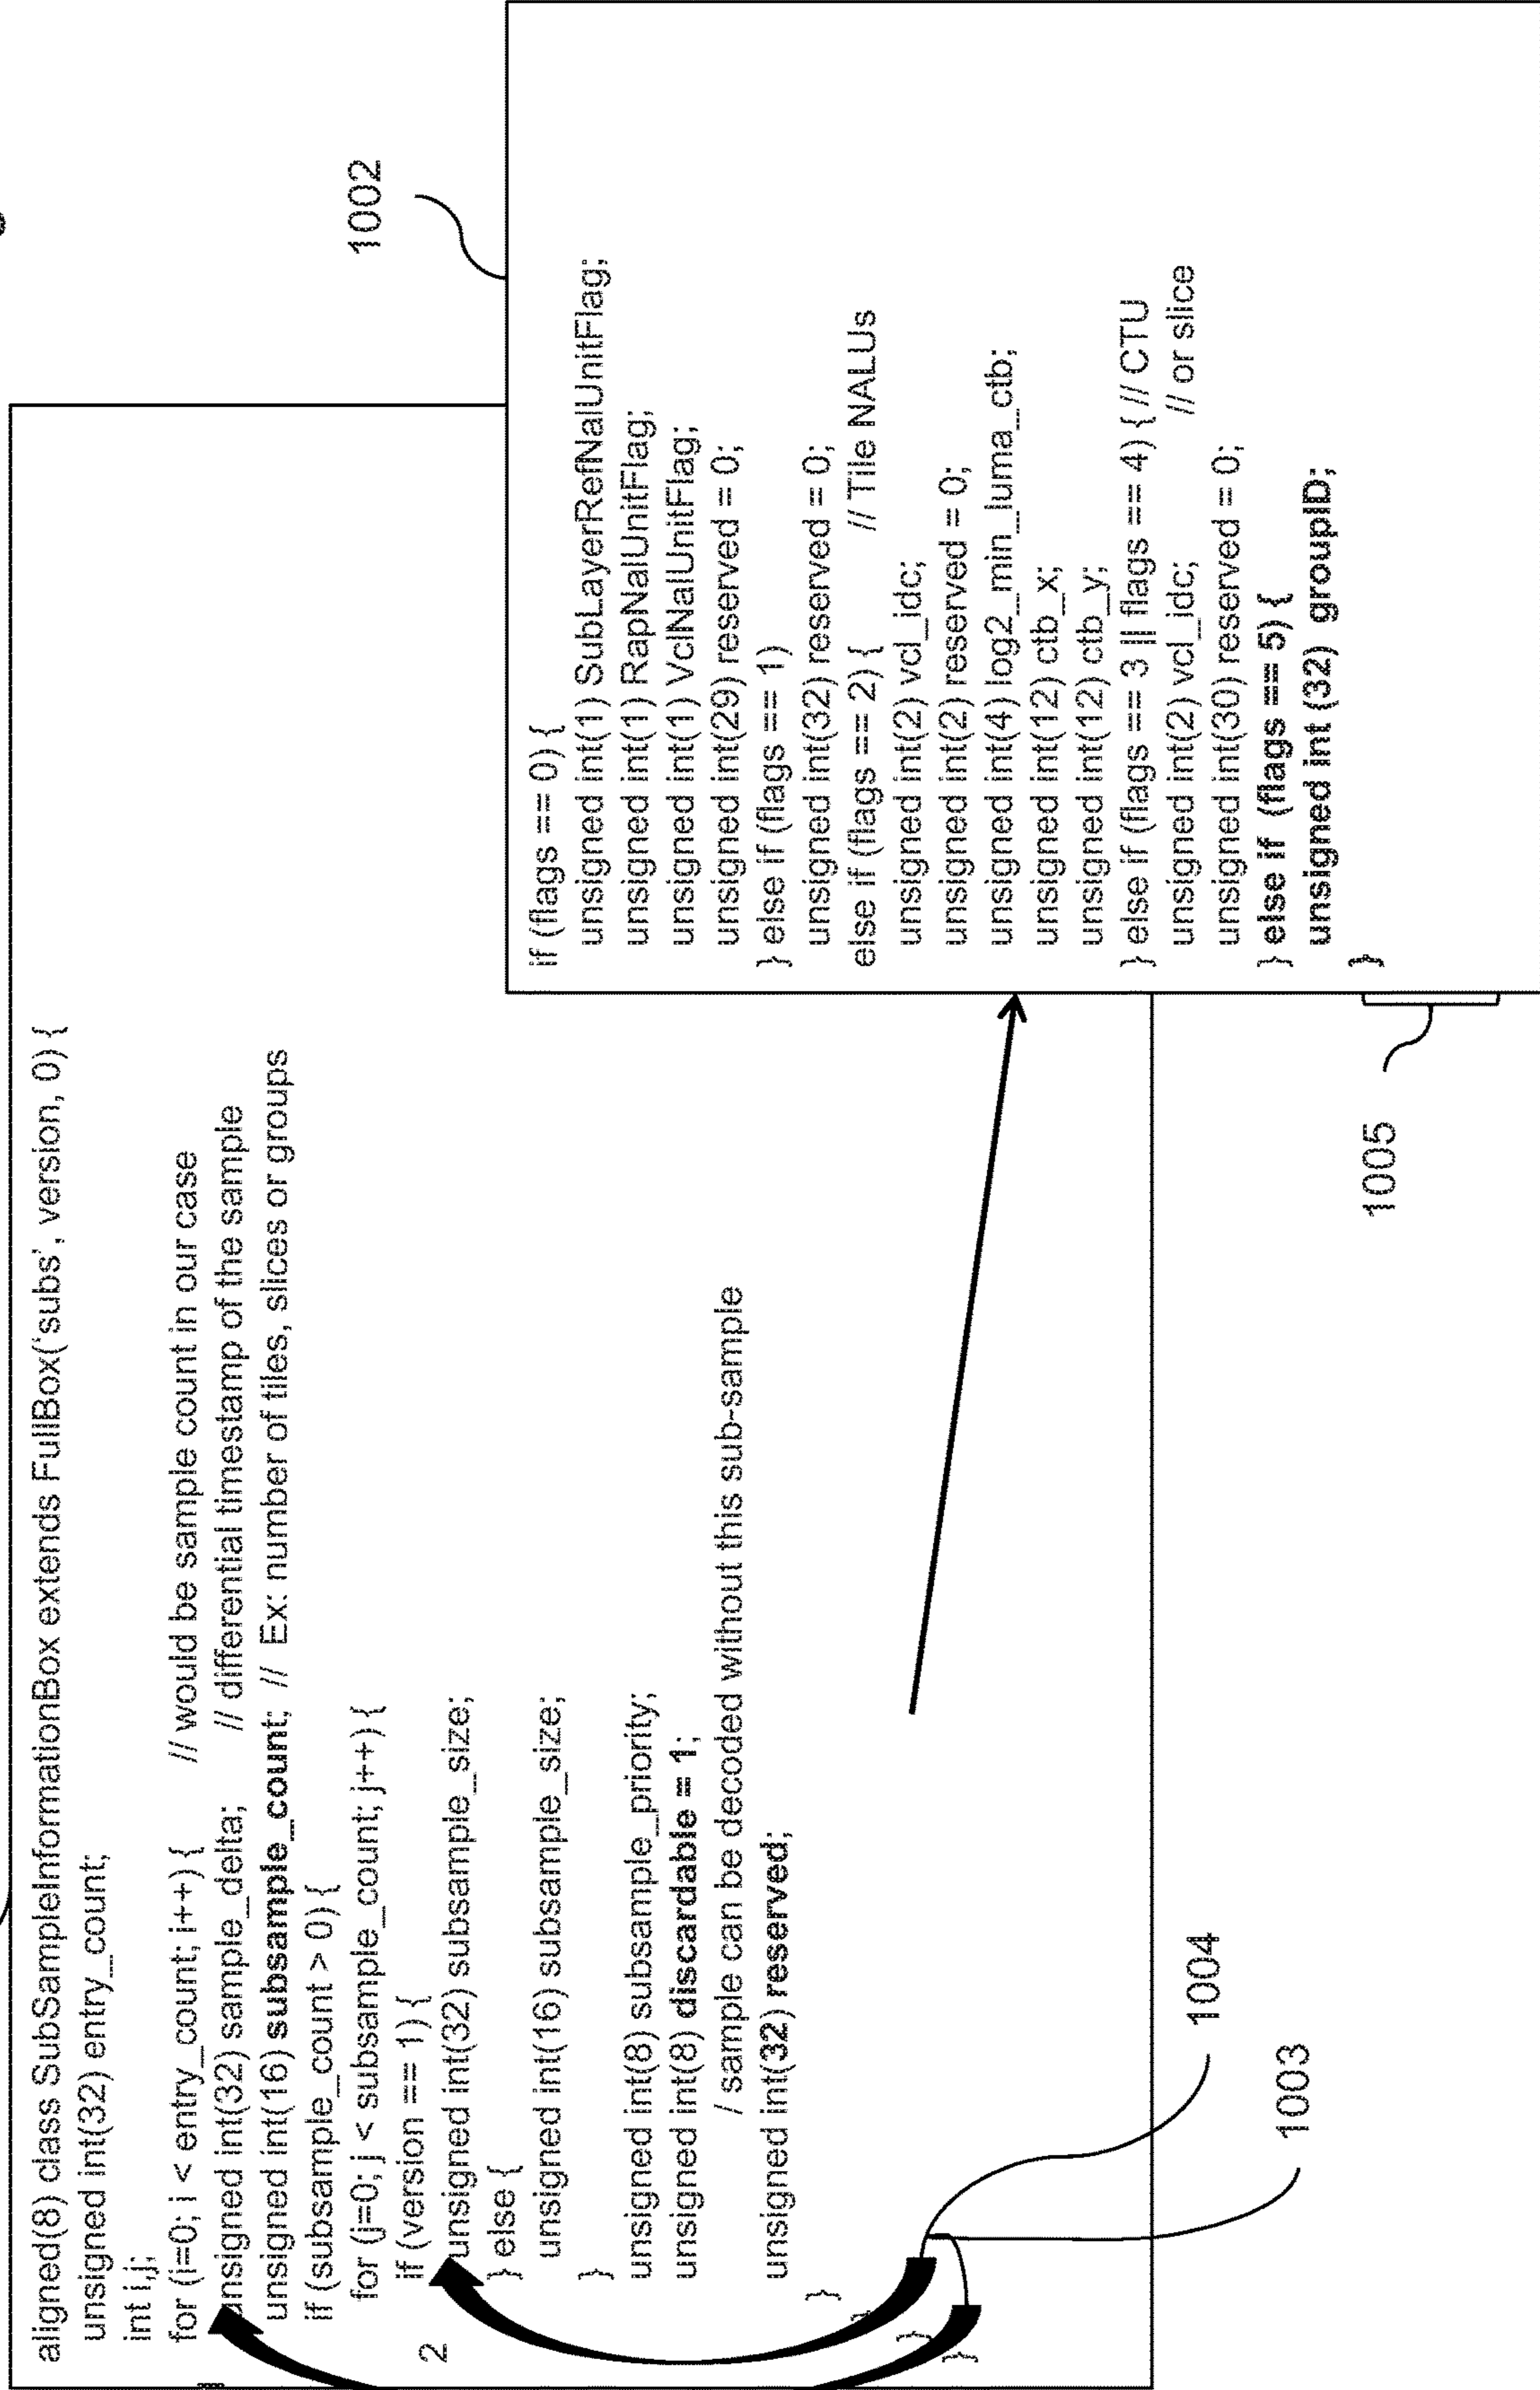 aligned(8) class SubSampleInformationBox extends FullBox('subs', version, 0) {
unsigned int(32) entry_count;
int i,j;
for (i=0; i < entry_count; i++) { // would be sample count in our case
unsigned int(32) sample_delta; // differential timestamp of the sample
unsigned int(16) subsample_count; // Ex: number of tiles, slices or groups
if (subsample_count > 0) {
for (j=0; j < subsample_count; j++) {
if (version == 1) {
unsigned int(32) subsample_size;
} else {
unsigned int(16) subsample_size;
}
unsigned int(8) subsample_priority;
unsigned int(8) discardable = 1;
/ sample can be decoded without this sub-sample
unsigned int(32) reserved;
}
}
}
}
2
1004
1003
1002
if (flags == 0) {
unsigned int(1) SubLayerRefNalUnitFlag;
unsigned int(1) RapNalUnitFlag;
unsigned int(1) VclNalUnitFlag;
unsigned int(29) reserved = 0;
} else if (flags == 1)
unsigned int(32) reserved = 0;
else if (flags == 2) { // Tile NALUs
unsigned int(2) vcl_idc;
unsigned int(2) reserved = 0;
unsigned int(4) log2_min_luma_ctb;
unsigned int(12) ctb_x;
unsigned int(12) ctb_y;
} else if (flags == 3 || flags == 4) { // CTU
unsigned int(2) vcl_idc; // or slice
unsigned int(30) reserved = 0;
} else if (flags == 5) {
unsigned int (32) groupID;
}
1005